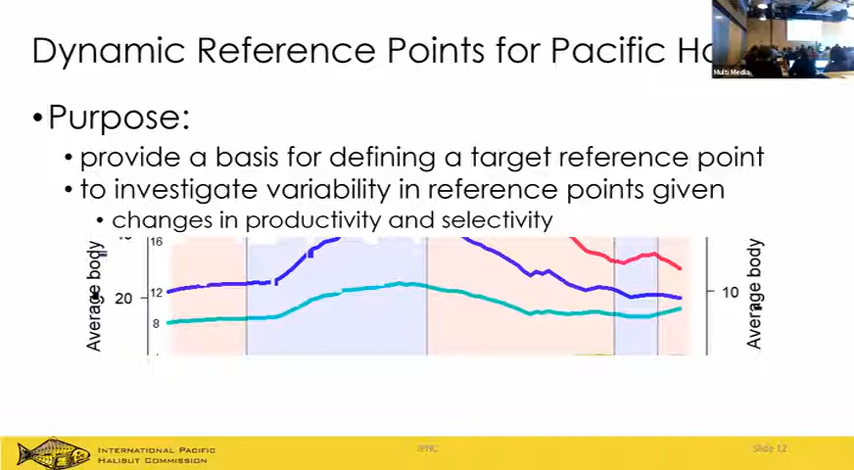 Dynamic Reference Points for Pacific Ha
Multi Media
•Purpose:
• provide a basis for defining a target reference point
• to investigate variability in reference points given
• changes in productivity and selectivity
16
12
8
20
10
Average body
Average body
INTERNATIONAL PACIFIC
HALIBUT COMMISSION
IPHC
Slide 12